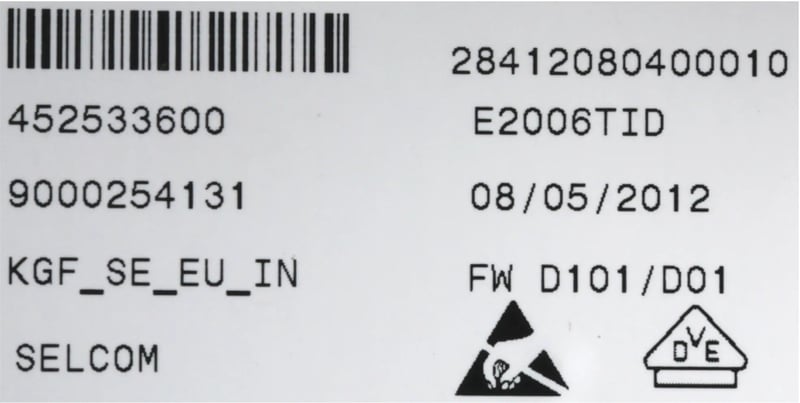 28412080400010
452533600 E2006TID
9000254131 08/05/2012
KGF_SE_EU_IN FW D101/D01
SELCOM
DVE